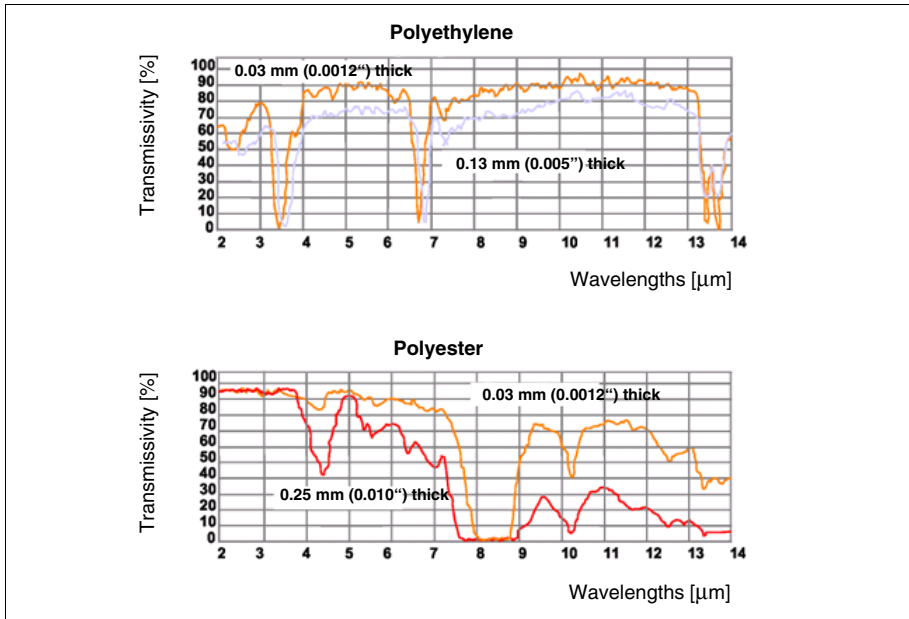 Polyethylene
Transmissivity [%]
100
90
80
70
60
50
40
30
20
10
0
0.03 mm (0.0012“) thick
0.13 mm (0.005”) thick
2 3 4 5 6 7 8 9 10 11 12 13 14
Wavelengths [μm]
Polyester
Transmissivity [%]
100
90
80
70
60
50
40
30
20
10
0
0.03 mm (0.0012“) thick
0.25 mm (0.010“) thick
2 3 4 5 6 7 8 9 10 11 12 13 14
Wavelengths [μm]